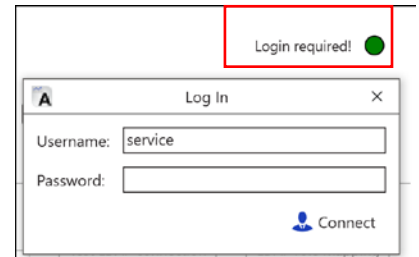 Login required!
A
Log In
Username: service
Password:
Connect